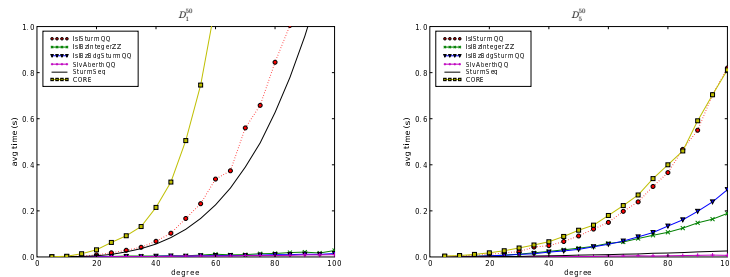 D₁⁵⁰
1.0
0.8
0.6
0.4
0.2
0.0
0 20 40 60 80 100
degree
avg time (s)
IslSturmQQ
IslBzIntegerZZ
IslBzBdgSturmQQ
SlvAberthQQ
SturmSeq
CORE
D₅⁵⁰
1.0
0.8
0.6
0.4
0.2
0.0
0 20 40 60 80 100
degree
avg time (s)
IslSturmQQ
IslBzIntegerZZ
IslBzBdgSturmQQ
SlvAberthQQ
SturmSeq
CORE